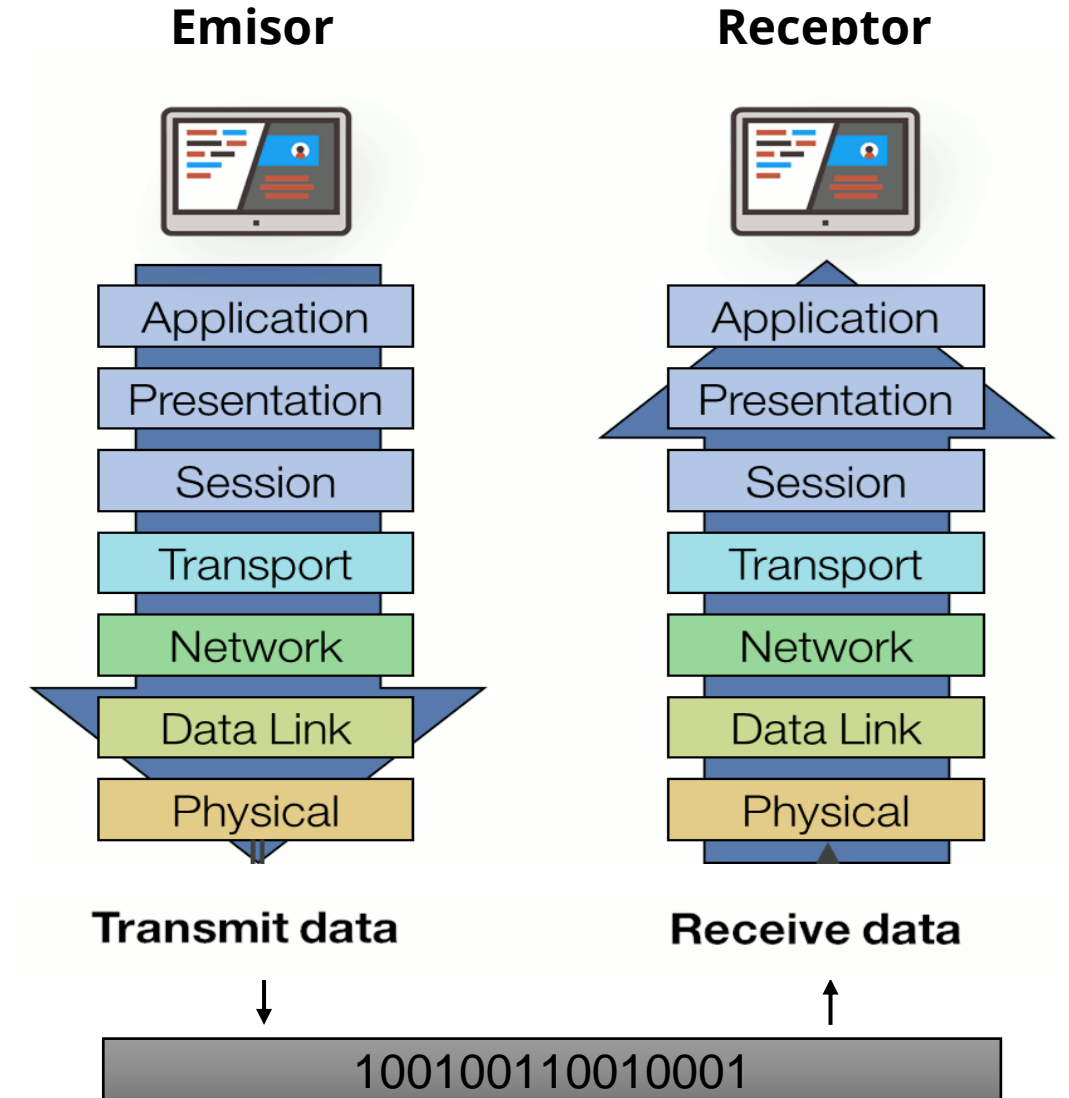 Emisor
Receptor
Application
Presentation
Session
Transport
Network
Data Link
Physical
Transmit data
Application
Presentation
Session
Transport
Network
Data Link
Physical
Receive data
100100110010001